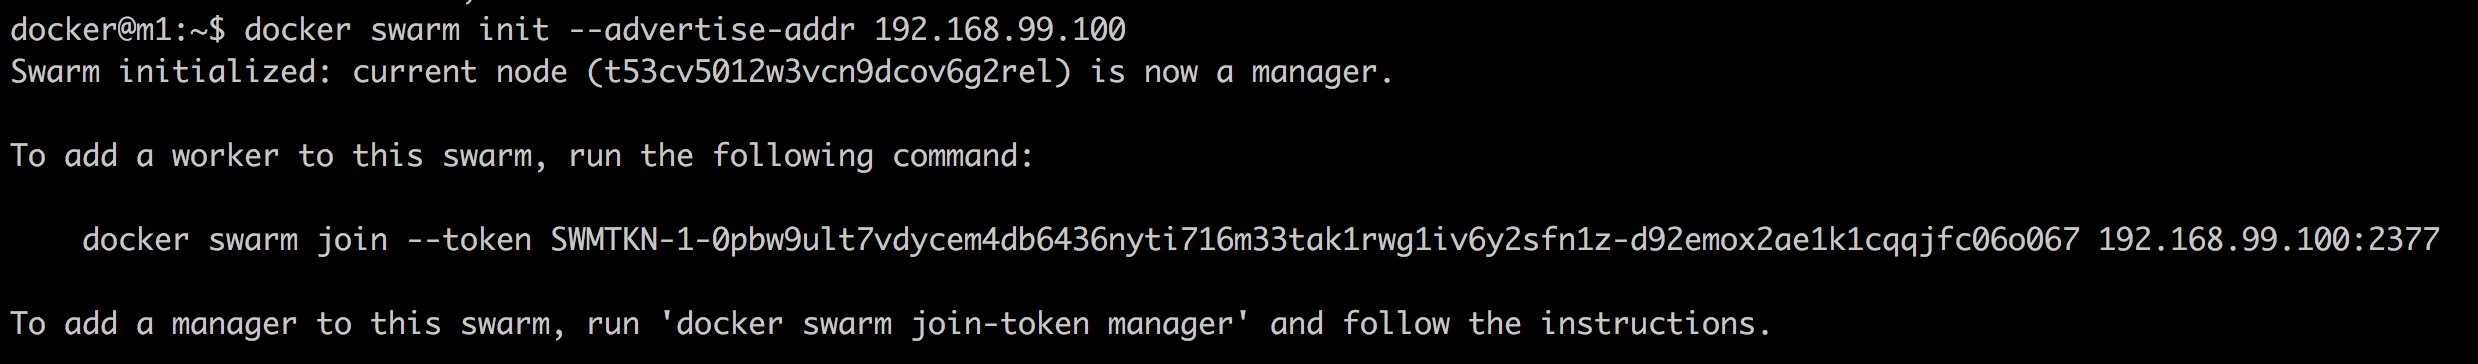 docker@m1:~$ docker swarm init --advertise-addr 192.168.99.100
Swarm initialized: current node (t53cv5012w3vcn9dcov6g2rel) is now a manager.
To add a worker to this swarm, run the following command:
docker swarm join --token SWMTKN-1-0pbw9ult7vdycem4db6436nyti716m33tak1rwg1iv6y2sfn1z-d92emox2ae1k1cqqjfc06o067 192.168.99.100:2377
To add a manager to this swarm, run 'docker swarm join-token manager' and follow the instructions.